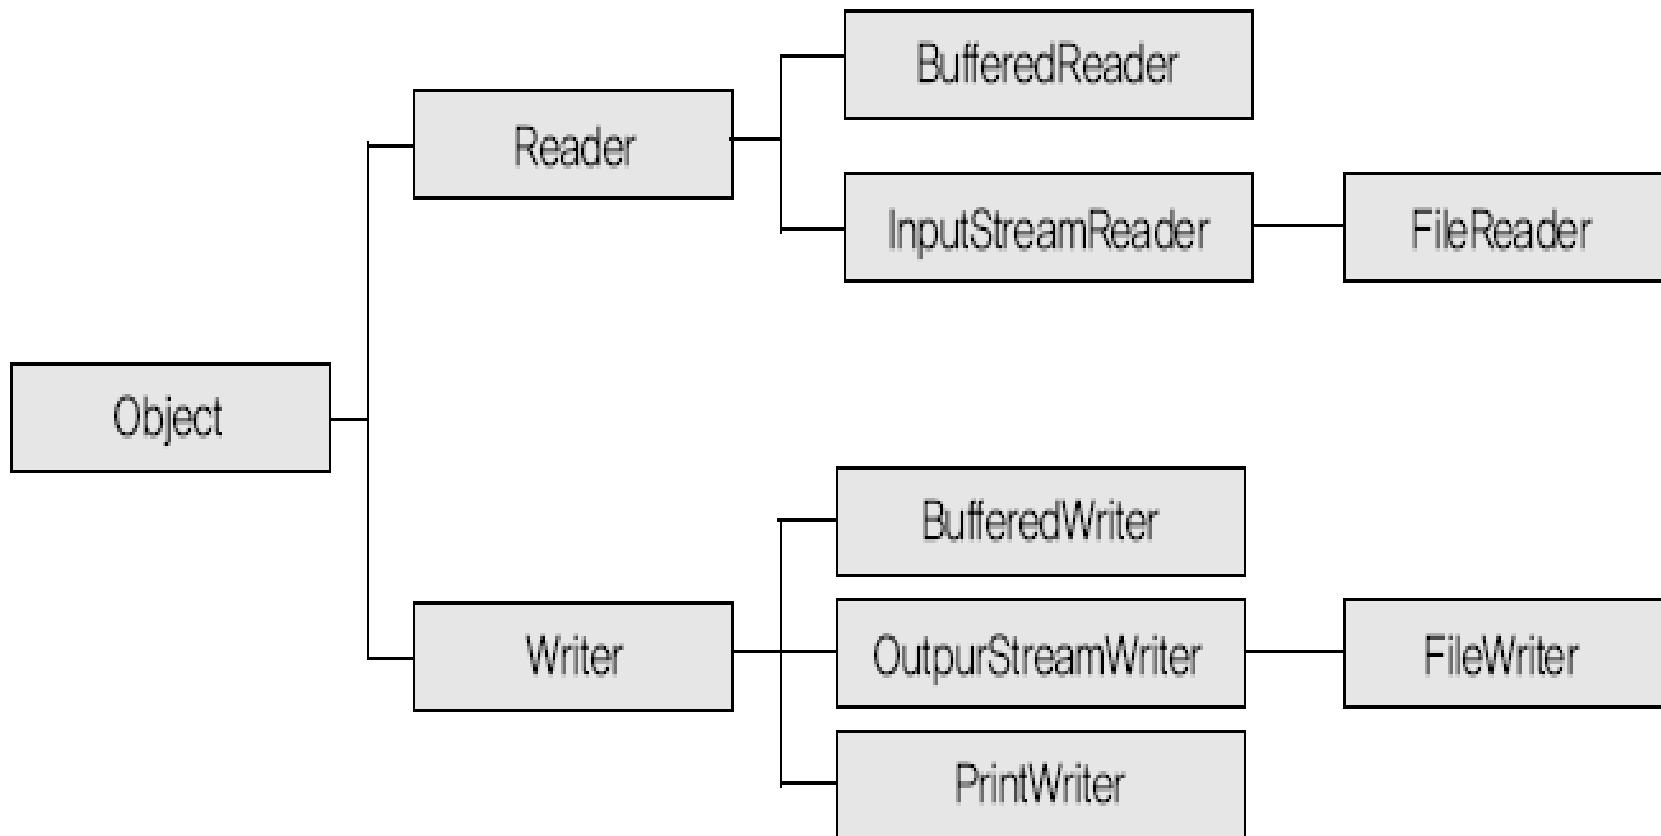 BufferedReader
Reader
InputStreamReader
FileReader
Object
BufferedWriter
Writer
OutpurStreamWriter
FileWriter
PrintWriter